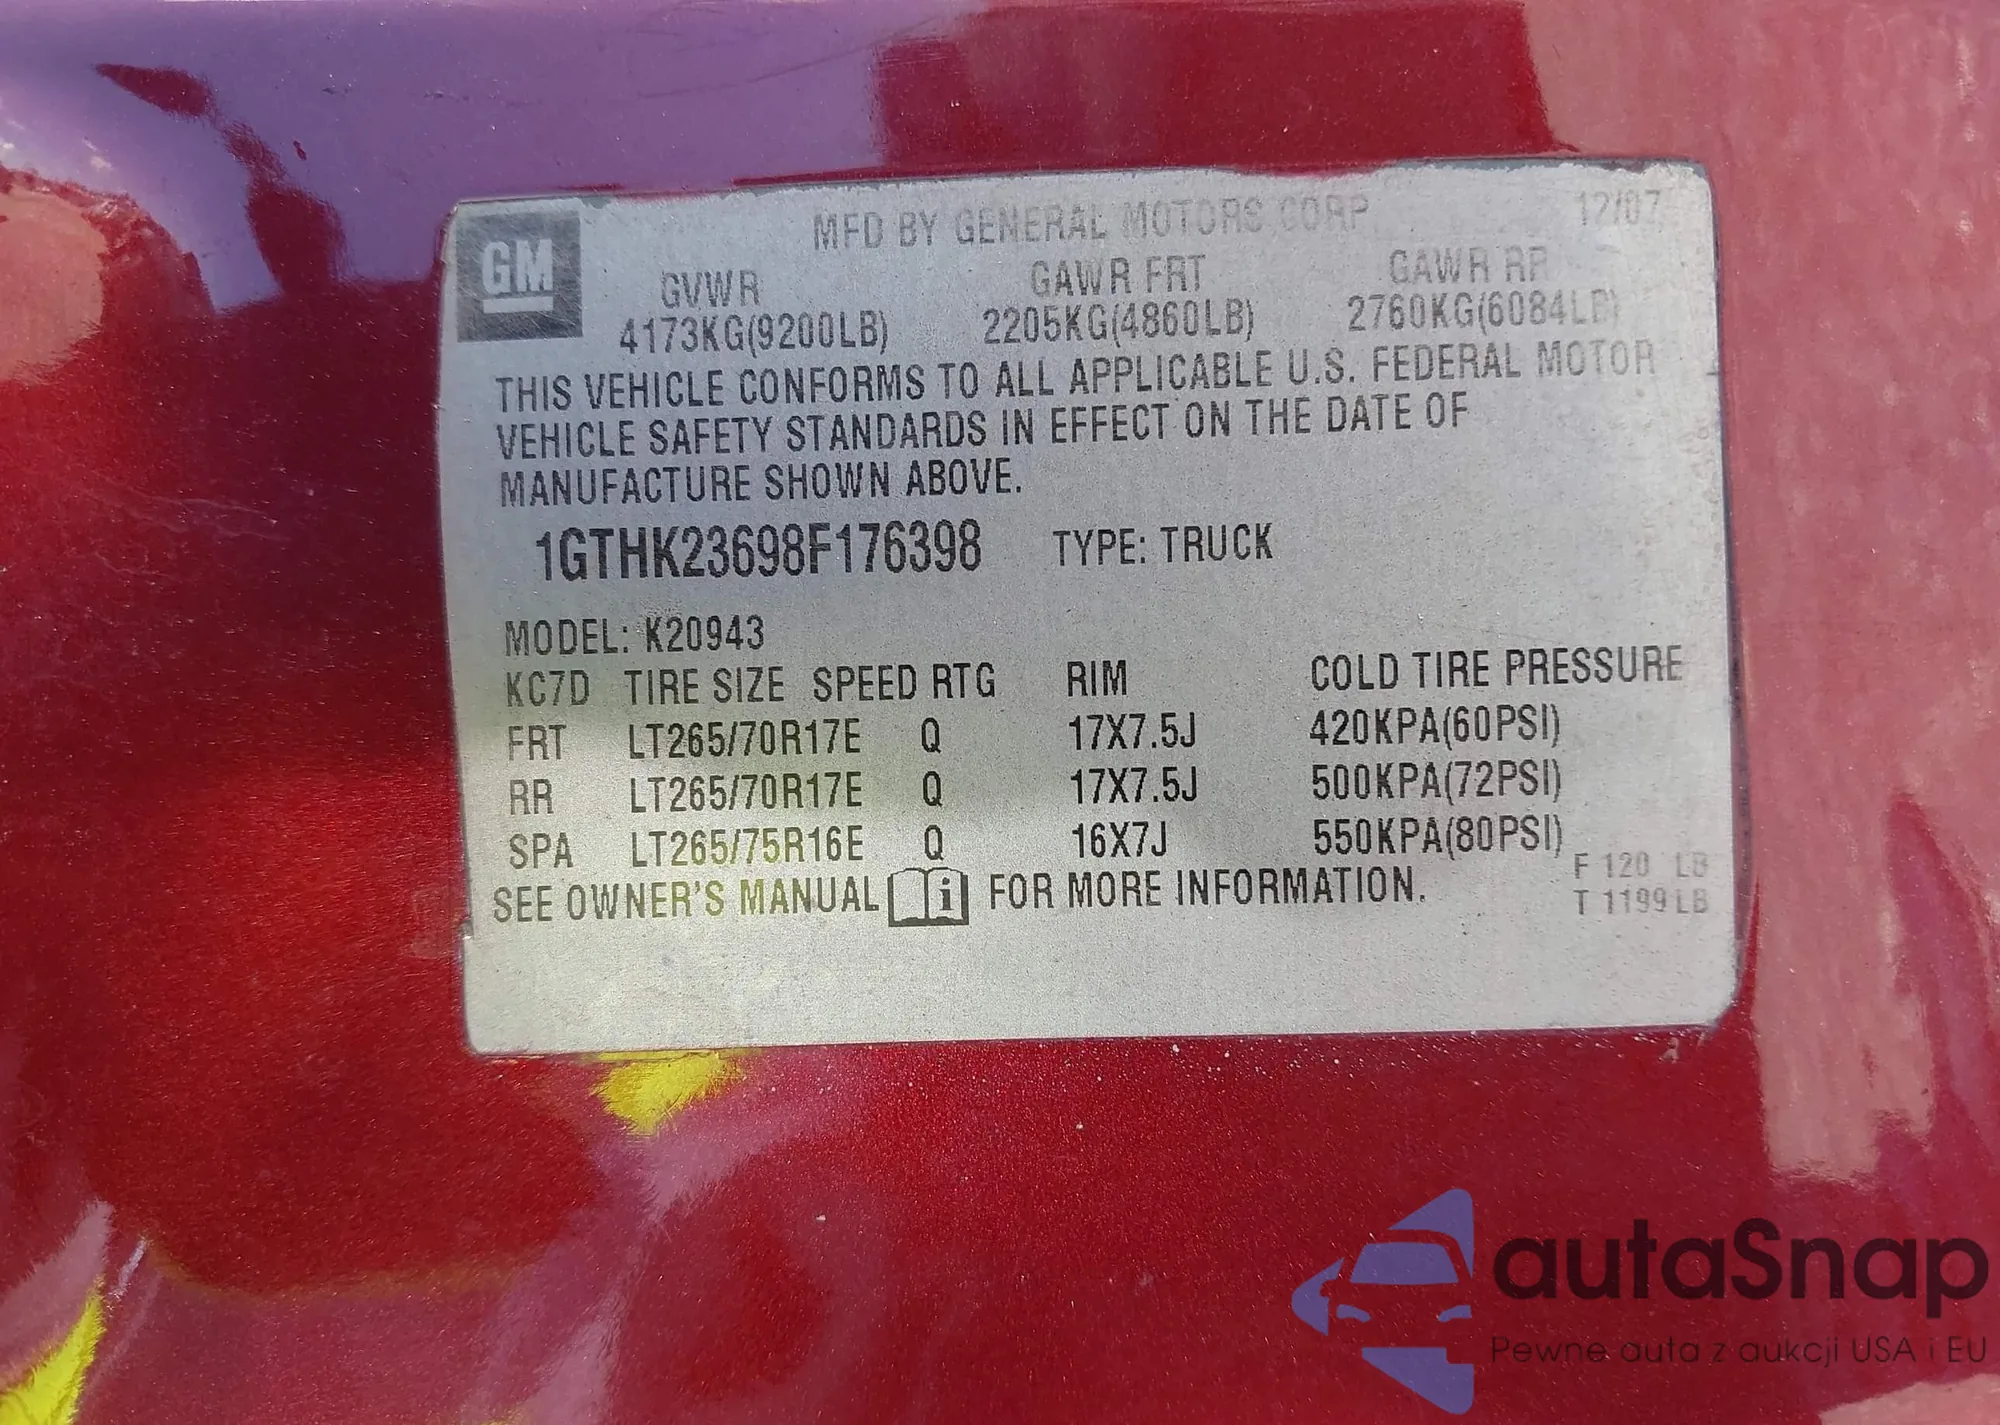 GM
MFD BY GENERAL MOTORS CORP 12/07
GVWR GAWR FRT GAWR RR
4173KG(9200LB) 2205KG(4860LB) 2760KG(6084LB)
THIS VEHICLE CONFORMS TO ALL APPLICABLE U.S. FEDERAL MOTOR
VEHICLE SAFETY STANDARDS IN EFFECT ON THE DATE OF
MANUFACTURE SHOWN ABOVE.
1GTHK23698F176398 TYPE: TRUCK
MODEL: K20943
KC7D TIRE SIZE SPEED RTG RIM COLD TIRE PRESSURE
FRT LT265/70R17E Q 17X7.5J 420KPA(60PSI)
RR LT265/70R17E Q 17X7.5J 500KPA(72PSI)
SPA LT265/75R16E Q 16X7J 550KPA(80PSI)
F 120 LB
SEE OWNER'S MANUAL i FOR MORE INFORMATION.
T 1199 LB
autaSnap
Pewne auta z aukcji USA i EU